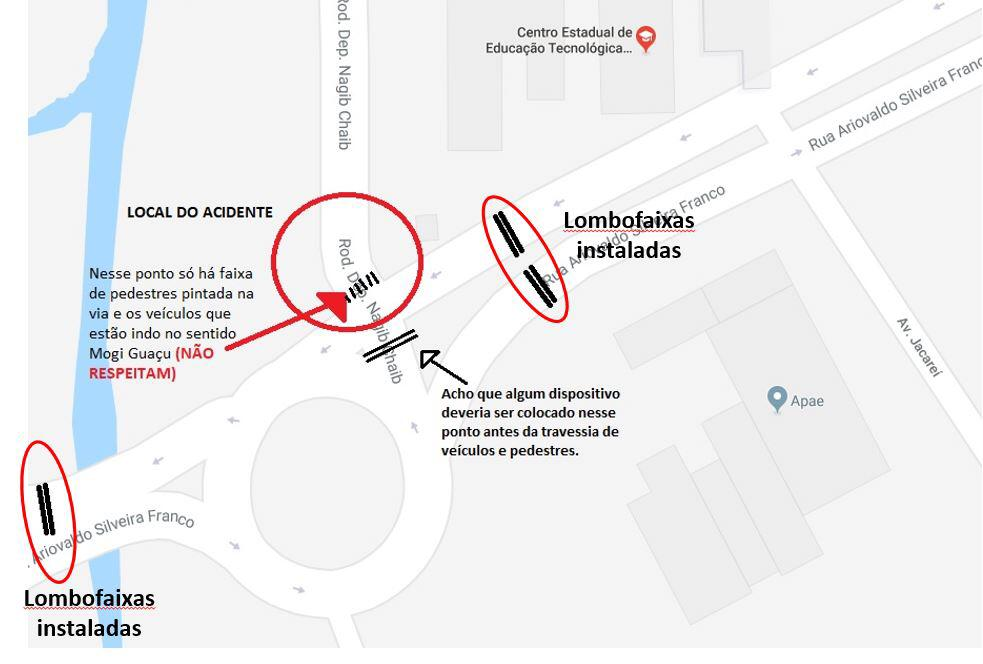 Rod. Dep. Nagib Chaib
Centro Estadual de
Educação Tecnológica...
Rua Ariovaldo Silveira Franc
LOCAL DO ACIDENTE
Lombofaixas
instaladas
Rua Ariovaldo Silveira Franco
Nesse ponto só há faixa
de pedestres pintada na
via e os veículos que
estão indo no sentido
Mogi Guaçu (NÃO
RESPEITAM)
Rod. Dep. Nagib Chaib
Av. Jacareí
Acho que algum dispositivo
deveria ser colocado nesse
ponto antes da travessia de
veículos e pedestres.
Apae
. Ariovaldo Silveira Franco
Lombofaixas
instaladas